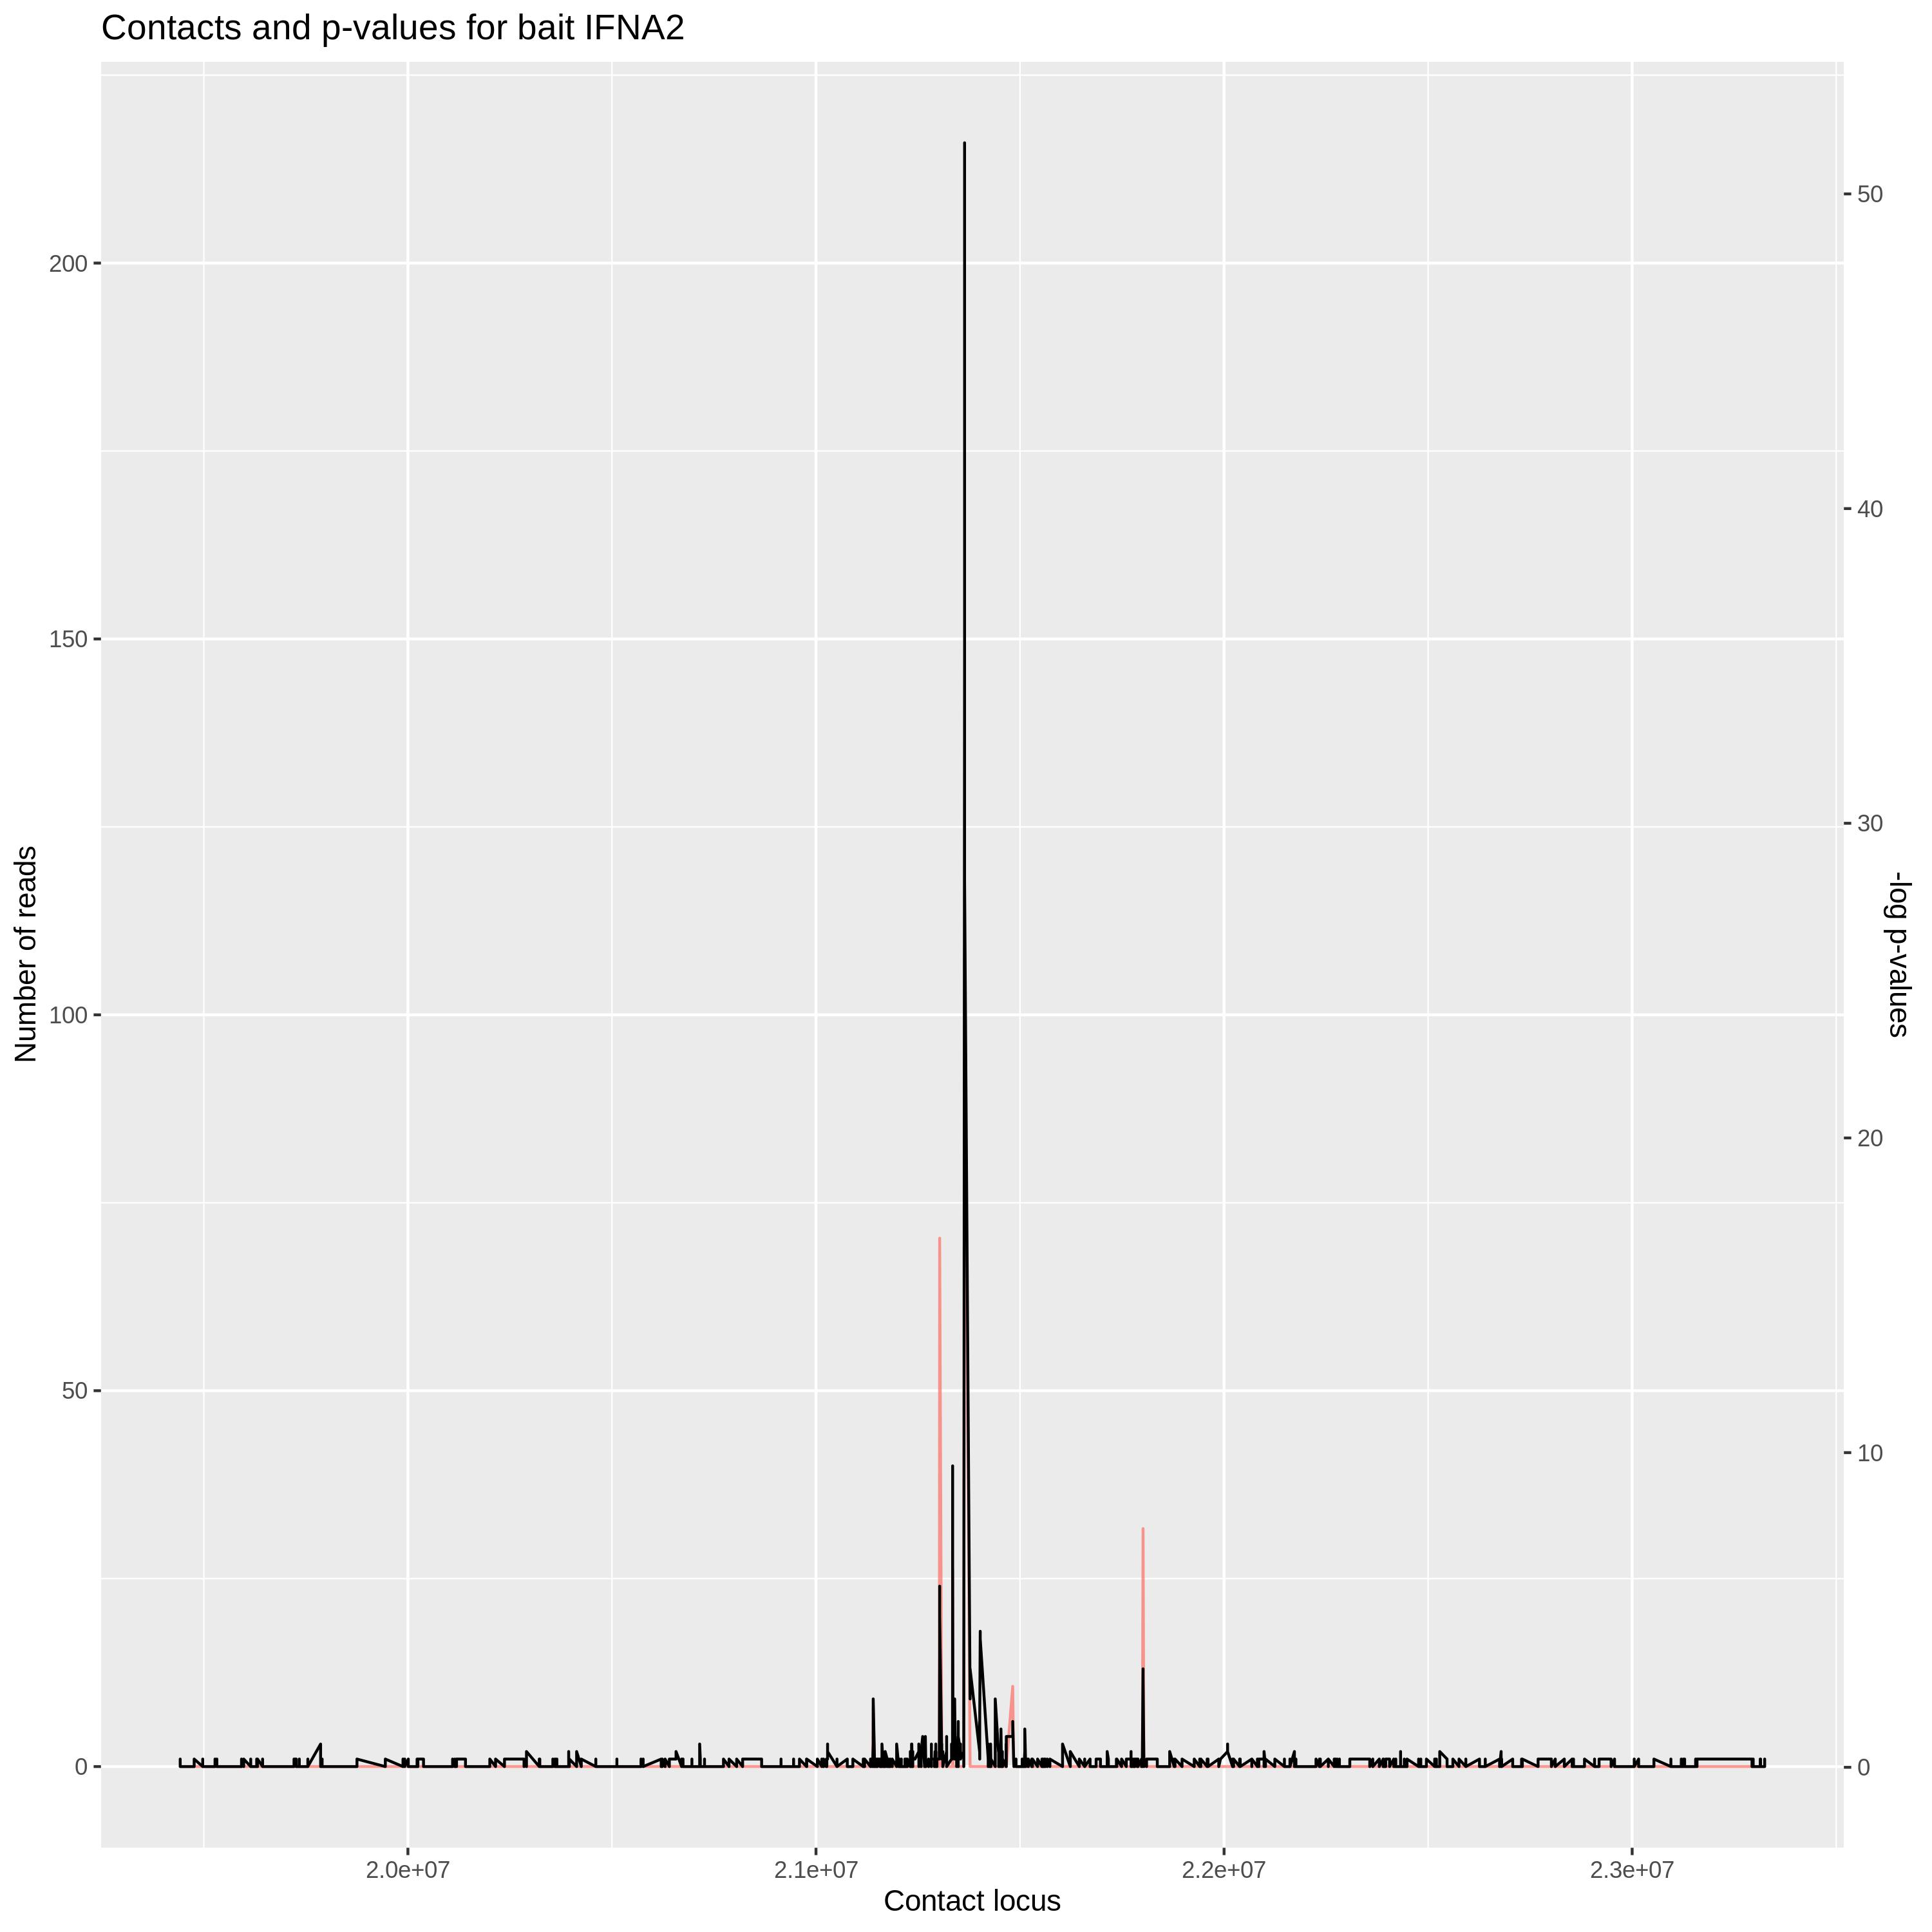 Contacts and p-values for bait IFNA2
Number of reads
200
150
100
50
0
50
40
30
20
10
0
-log p-values
2.0e+07
2.1e+07
2.2e+07
2.3e+07
Contact locus